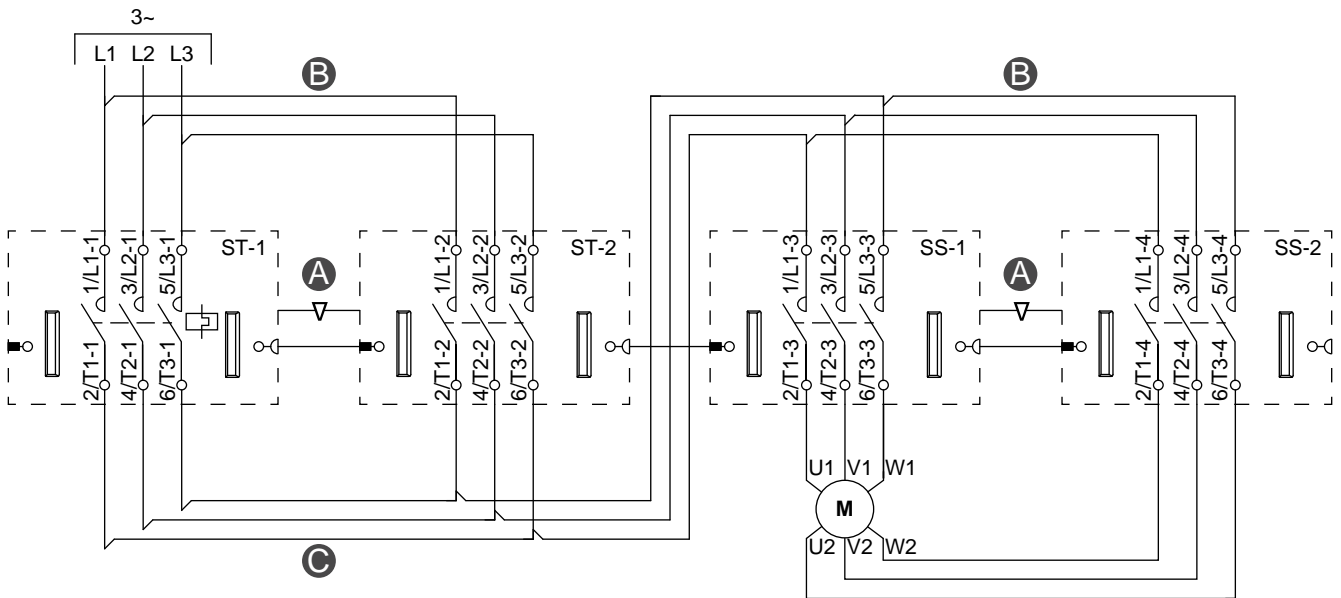 3~
L1 L2 L3
B
B
1/L1-1 3/L2-1 5/L3-1 ST-1
1/L1-2 3/L2-2 5/L3-2 ST-2
1/L1-3 3/L2-3 5/L3-3 SS-1
1/L1-4 3/L2-4 5/L3-4 SS-2
A
A
2/T1-1 4/T2-1 6/T3-1
2/T1-2 4/T2-2 6/T3-2
2/T1-3 4/T2-3 6/T3-3
2/T1-4 4/T2-4 6/T3-4
U1 V1 W1
M
U2 V2 W2
C